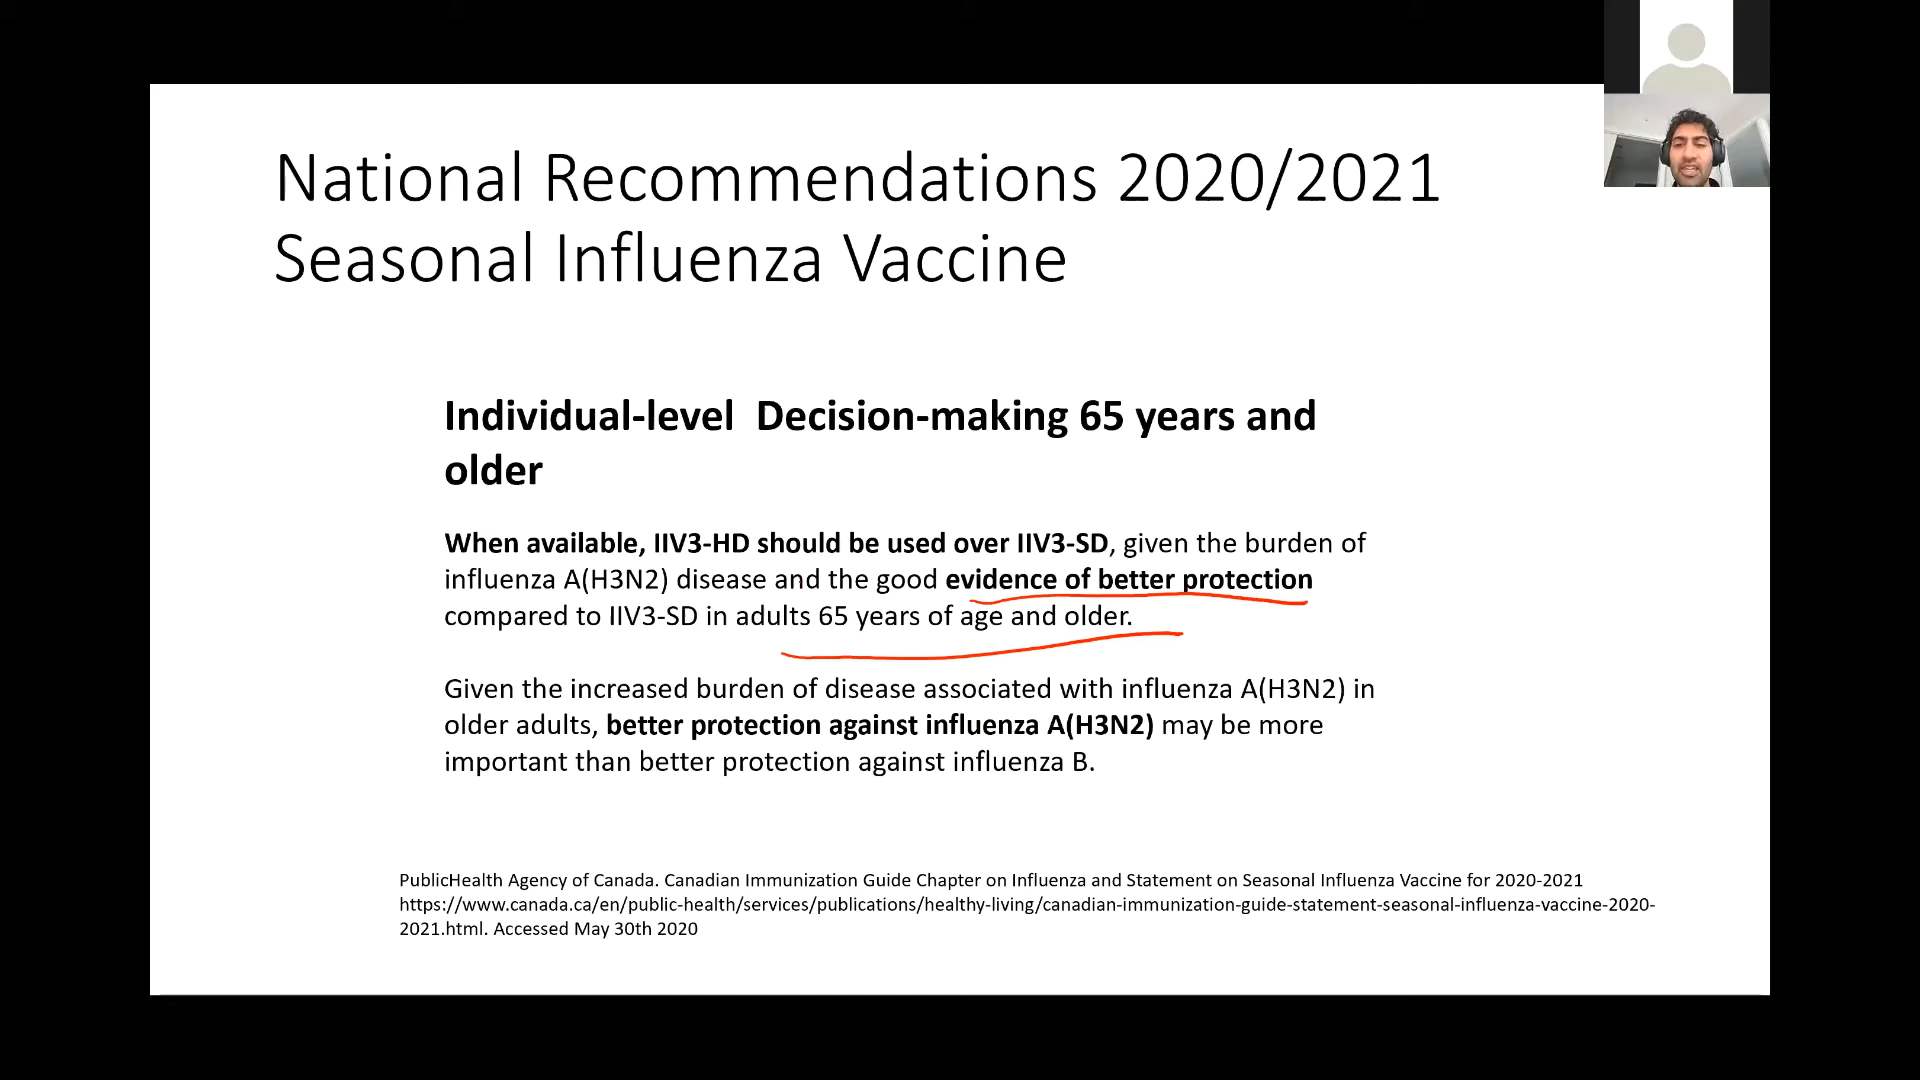 National Recommendations 2020/2021
Seasonal Influenza Vaccine
Individual-level  Decision-making 65 years and
older
When available, IIV3-HD should be used over IIV3-SD, given the burden of
influenza A(H3N2) disease and the good evidence of better protection
compared to IIV3-SD in adults 65 years of age and older.
Given the increased burden of disease associated with influenza A(H3N2) in
older adults, better protection against influenza A(H3N2) may be more
important than better protection against influenza B.
PublicHealth Agency of Canada. Canadian Immunization Guide Chapter on Influenza and Statement on Seasonal Influenza Vaccine for 2020-2021
https://www.canada.ca/en/public-health/services/publications/healthy-living/canadian-immunization-guide-statement-seasonal-influenza-vaccine-2020-
2021.html. Accessed May 30th 2020